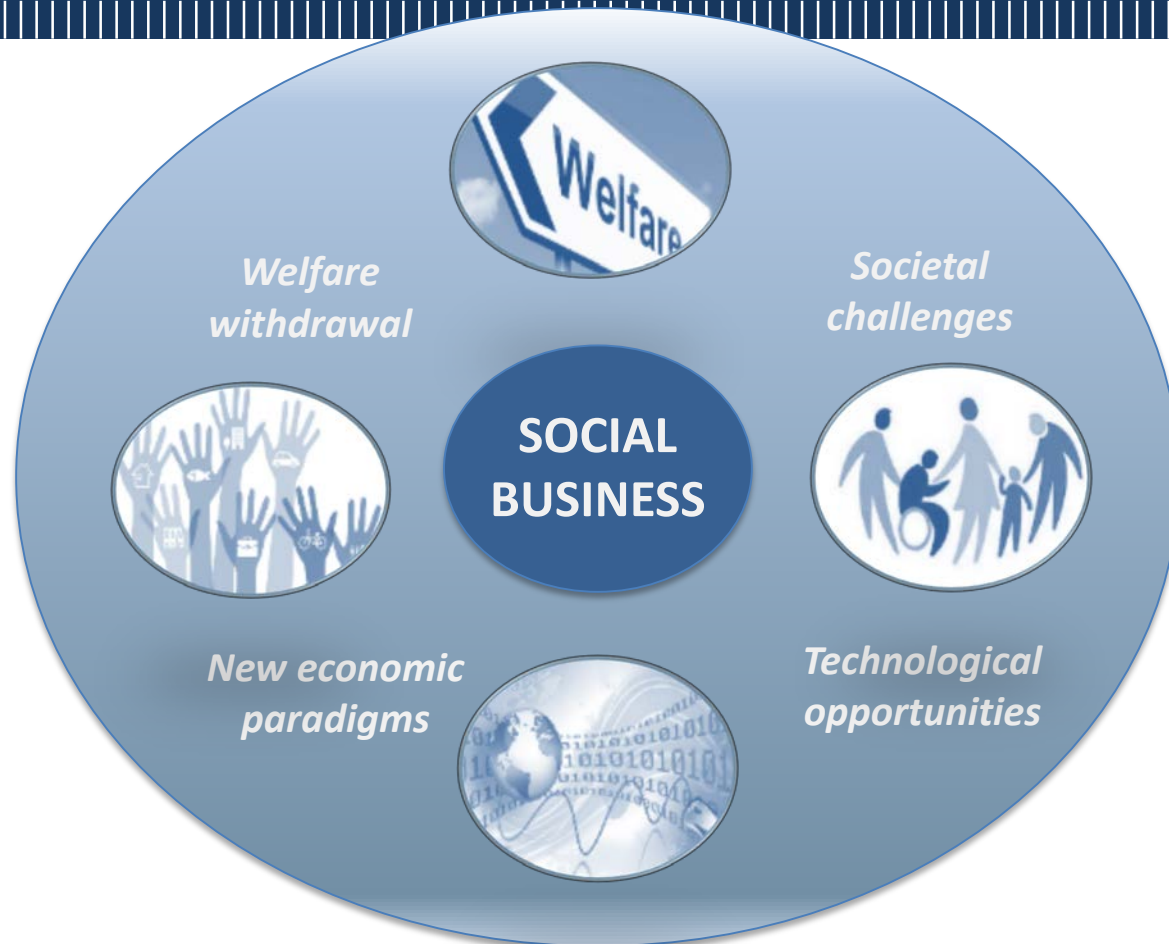 Welfare
Welfare
withdrawal
Societal
challenges
SOCIAL
BUSINESS
New economic
paradigms
Technological
opportunities